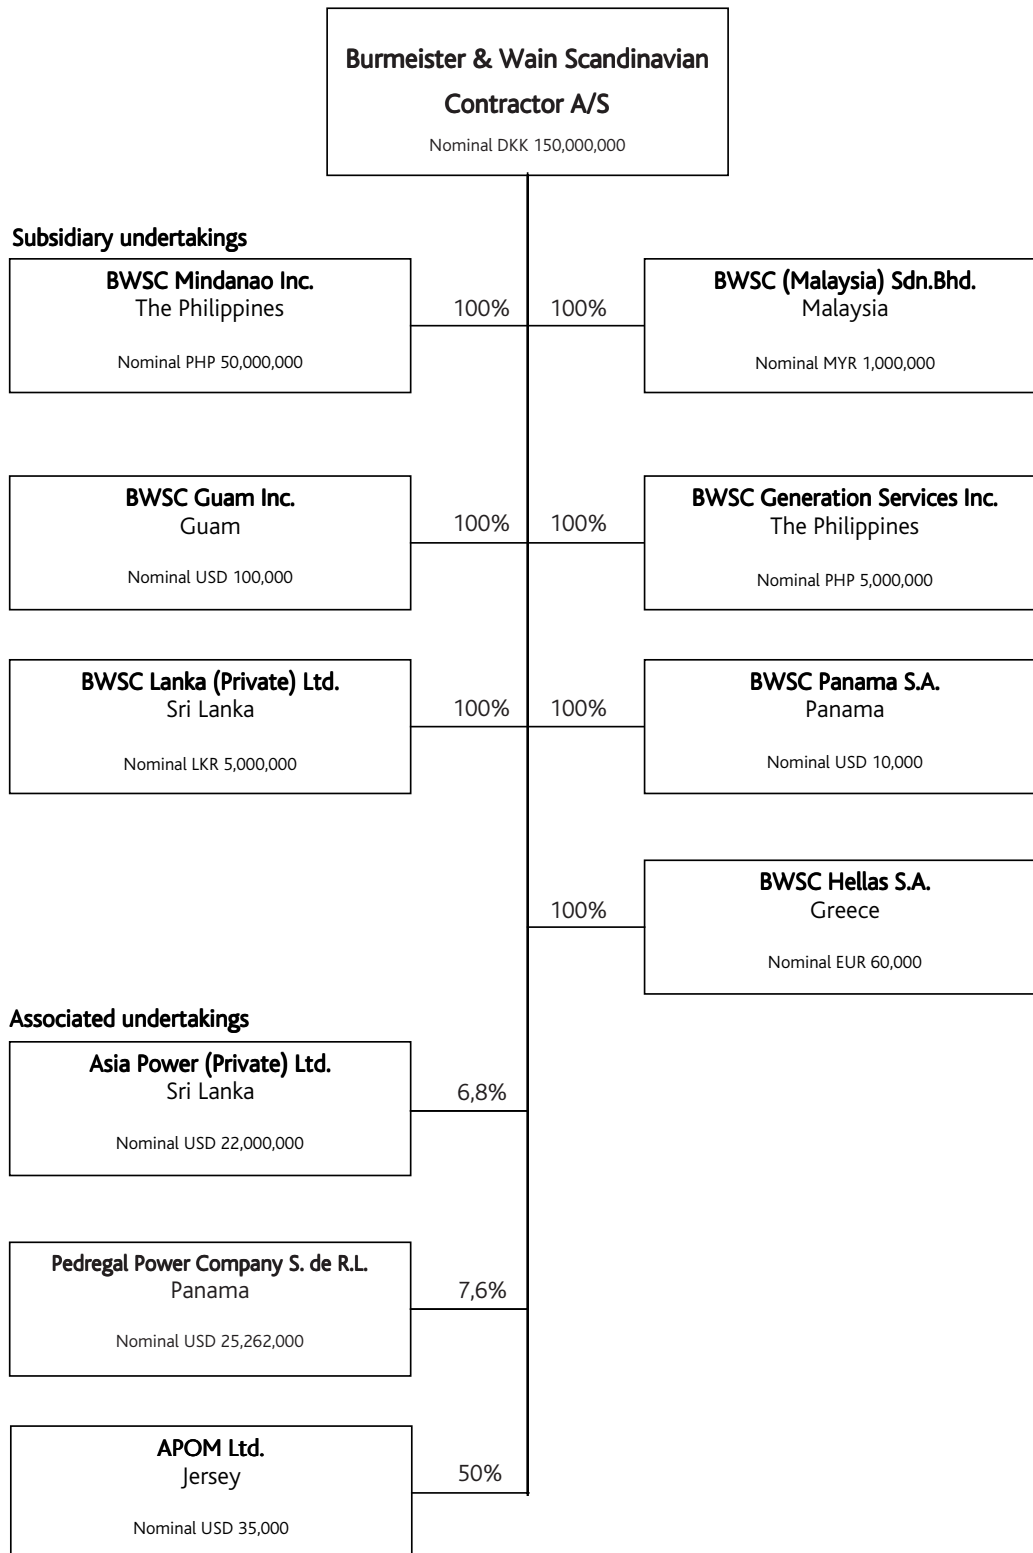 Burmeister & Wain Scandinavian
Contractor A/S
Nominal DKK 150,000,000
Subsidiary undertakings
BWSC Mindanao Inc.
The Philippines
Nominal PHP 50,000,000
100%
100%
BWSC (Malaysia) Sdn.Bhd.
Malaysia
Nominal MYR 1,000,000
BWSC Guam Inc.
Guam
Nominal USD 100,000
100%
100%
BWSC Generation Services Inc.
The Philippines
Nominal PHP 5,000,000
BWSC Lanka (Private) Ltd.
Sri Lanka
Nominal LKR 5,000,000
100%
100%
BWSC Panama S.A.
Panama
Nominal USD 10,000
100%
BWSC Hellas S.A.
Greece
Nominal EUR 60,000
Associated undertakings
Asia Power (Private) Ltd.
Sri Lanka
Nominal USD 22,000,000
6,8%
Pedregal Power Company S. de R.L.
Panama
Nominal USD 25,262,000
7,6%
APOM Ltd.
Jersey
Nominal USD 35,000
50%